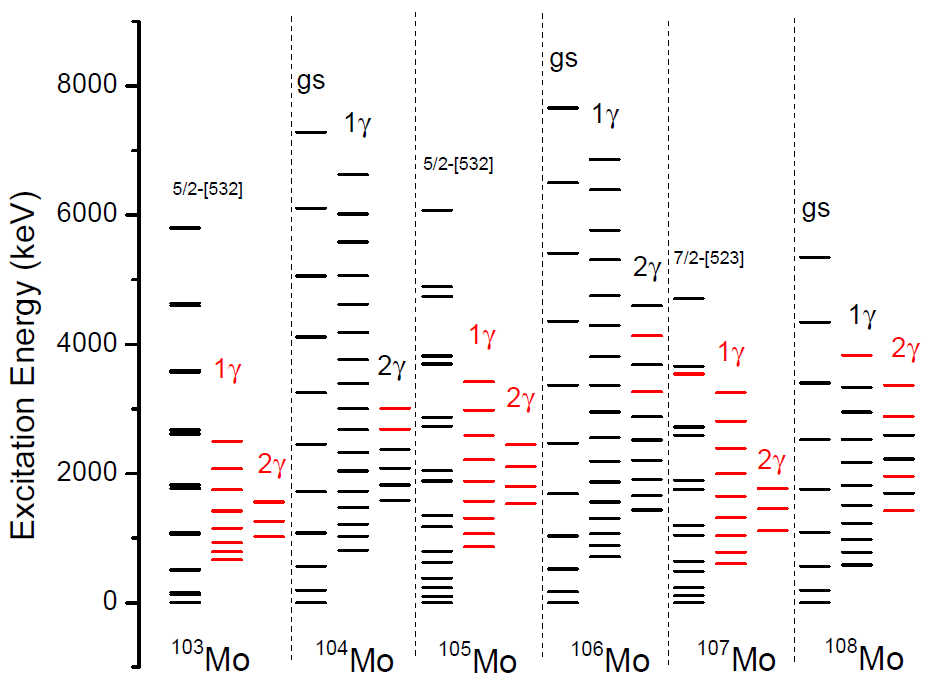 Excitation Energy (keV)
8000
6000
4000
2000
0
5/2-[532]
1γ
2γ
gs
1γ
2γ
5/2-[532]
1γ
2γ
gs
1γ
2γ
7/2-[523]
1γ
2γ
gs
1γ
2γ
¹⁰³Mo
¹⁰⁴Mo
¹⁰⁵Mo
¹⁰⁶Mo
¹⁰⁷Mo
¹⁰⁸Mo